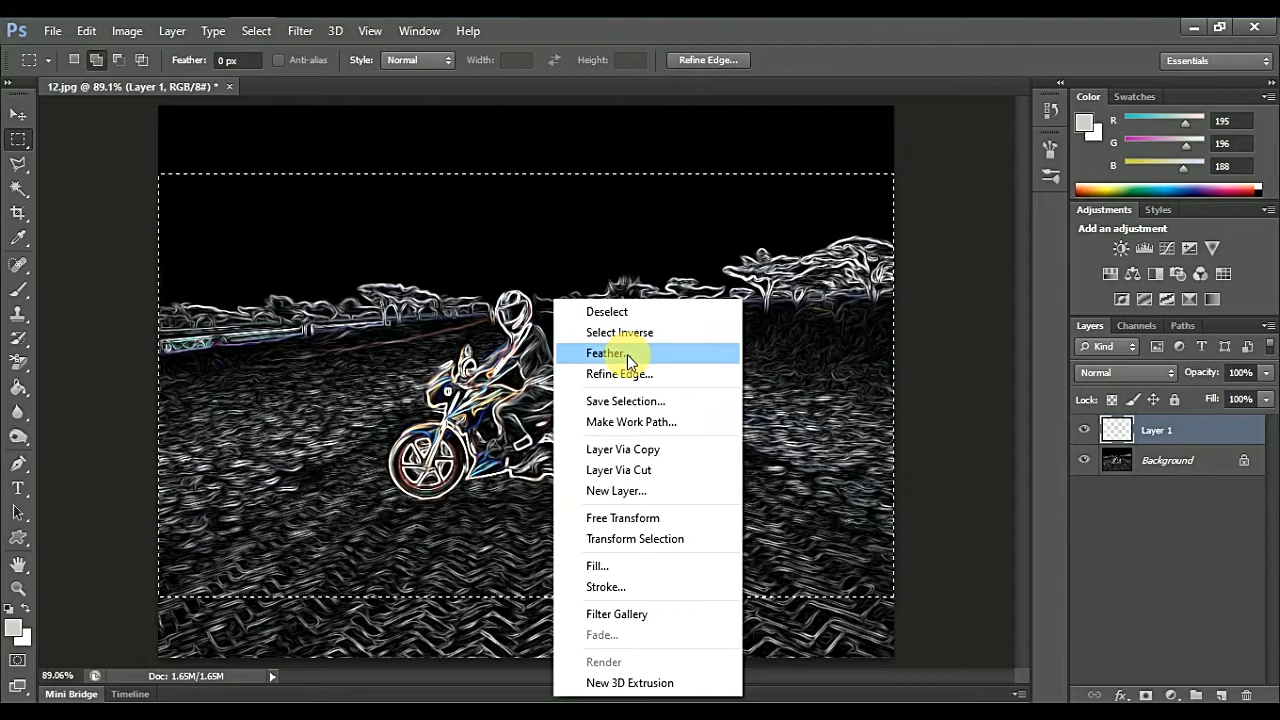 Ps File Edit Image Layer Type Select Filter 3D View Window Help
Feather: 0 px Anti-alias Style: Normal Width: Height: Refine Edge... Essentials
12.jpg @ 89.1% (Layer 1, RGB/8#) * ×
Color Swatches
R 195
G 196
B 188
Adjustments Styles
Add an adjustment
Layers Channels Paths
Kind
Normal Opacity: 100%
Lock: Fill: 100%
Layer 1
Background
Deselect
Select Inverse
Feather...
Refine Edge...
Save Selection...
Make Work Path...
Layer Via Copy
Layer Via Cut
New Layer...
Free Transform
Transform Selection
Fill...
Stroke...
Filter Gallery
Fade...
Render
New 3D Extrusion
89.06% Doc: 1.65M/1.65M
Mini Bridge Timeline